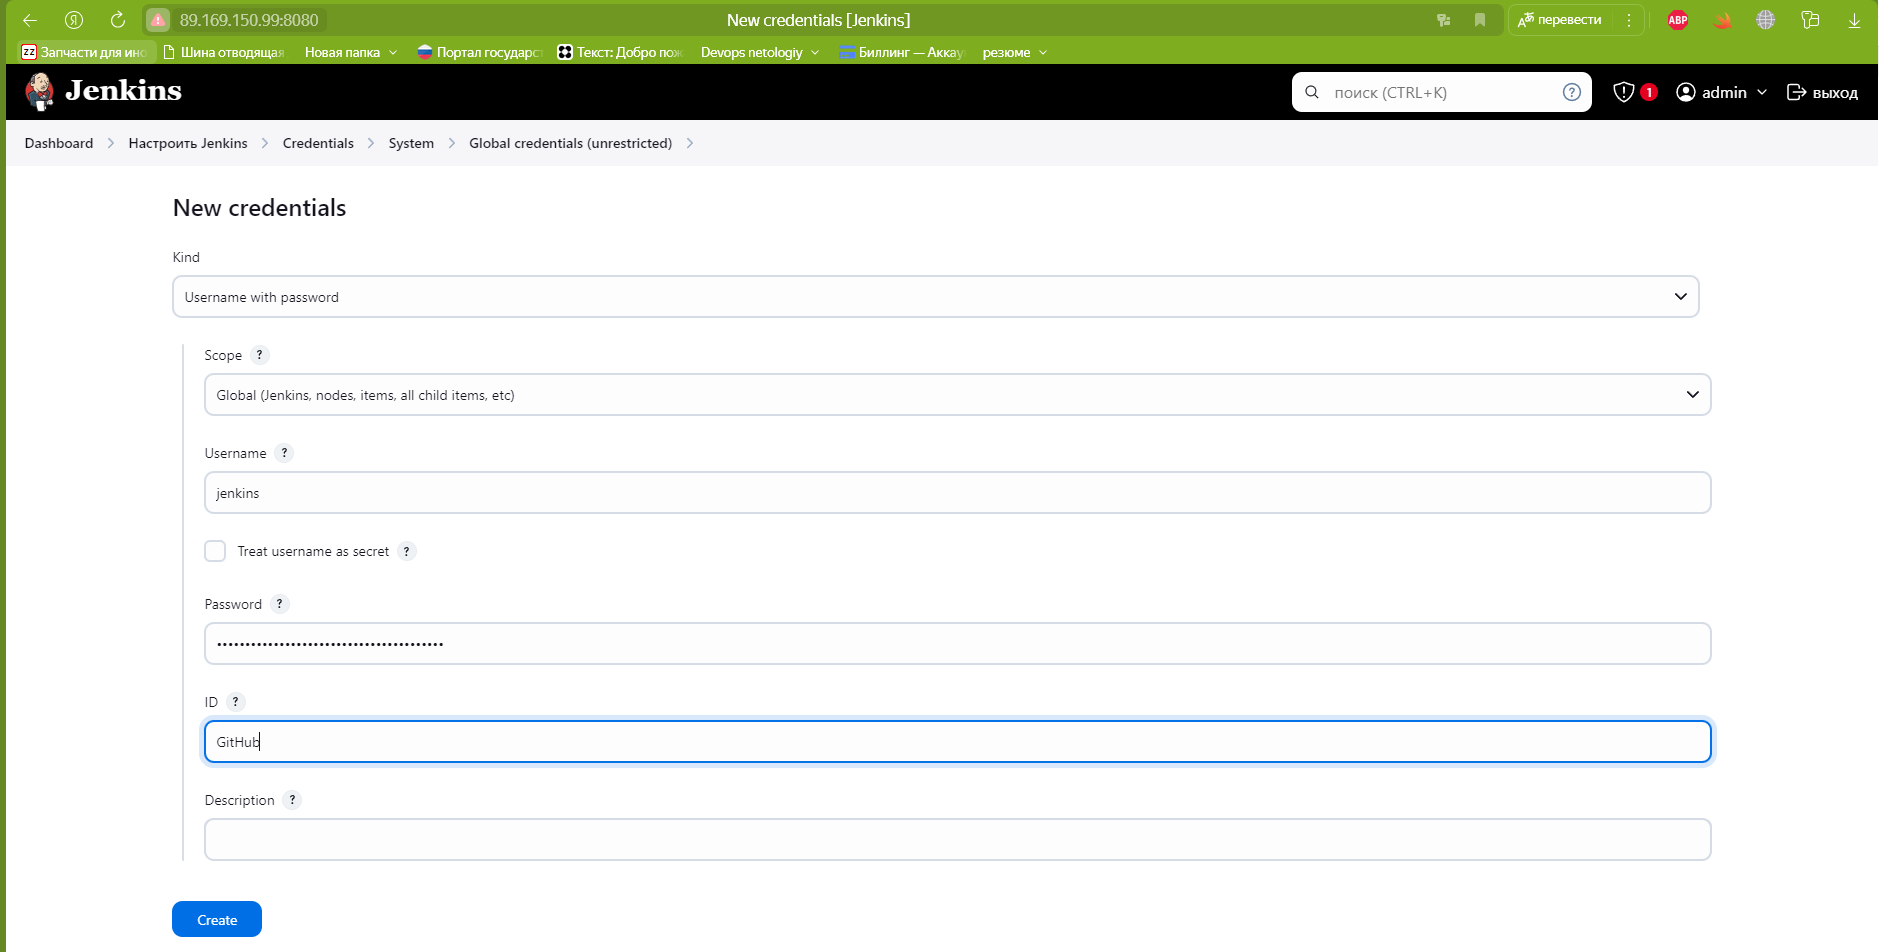 89.169.150.99:8080
New credentials [Jenkins]
перевести
ABP
zz Запчасти для ино
Шина отводящая
Новая папка
Портал государст
Текст: Добро пож
Devops netologiy
Биллинг — Аккау
резюме
Jenkins
поиск (CTRL+K)
?
1
admin
выход
Dashboard
Настроить Jenkins
Credentials
System
Global credentials (unrestricted)
New credentials
Kind
Username with password
Scope ?
Global (Jenkins, nodes, items, all child items, etc)
Username ?
jenkins
Treat username as secret ?
Password ?
••••••••••••••••••••••••••••••••••••••••
ID ?
GitHub
Description ?
Create